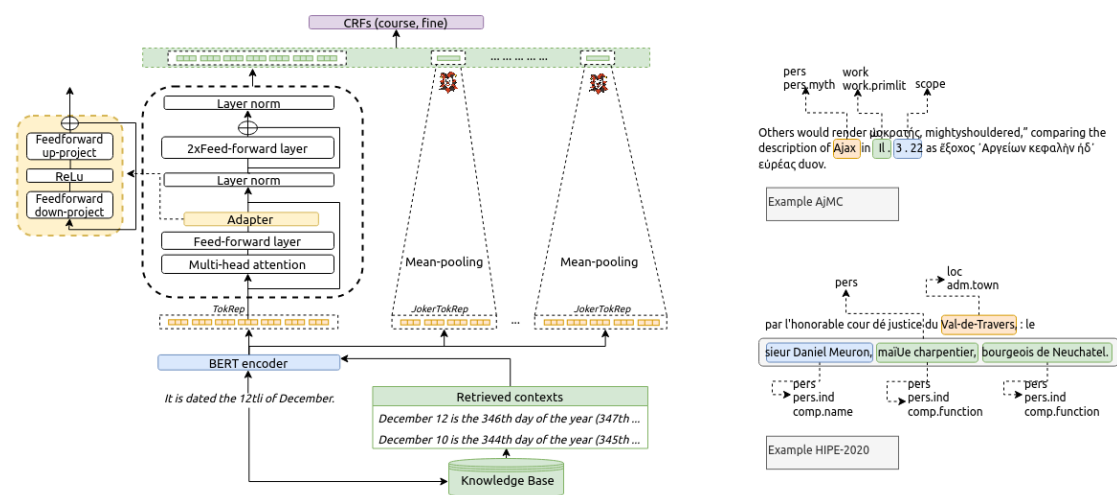 CRFs (course, fine)
... ... ... ... ...
Layer norm
2xFeed-forward layer
Layer norm
Adapter
Feed-forward layer
Multi-head attention
Feedforward
up-project
ReLu
Feedforward
down-project
Mean-pooling
Mean-pooling
TokRep
JokerTokRep
...
JokerTokRep
BERT encoder
It is dated the 12tli of December.
Retrieved contexts
December 12 is the 346th day of the year (347th ...
December 10 is the 344th day of the year (345th ...
Knowledge Base
pers
pers.myth
work
work.primlit
scope
Others would render μοκρατής, mightyshouldered,” comparing the
description of Ajax in Il . 3 . 22 as ἔξοχος ᾿Αργείων κεφαλὴν ἠδ᾿
εὐρέας duov.
Example AjMC
pers
loc
adm.town
par l'honorable cour dé justice du Val-de-Travers, : le
sieur Daniel Meuron, maïUe charpentier, bourgeois de Neuchatel.
pers
pers.ind
comp.name
pers
pers.ind
comp.function
pers
pers.ind
comp.function
Example HIPE-2020